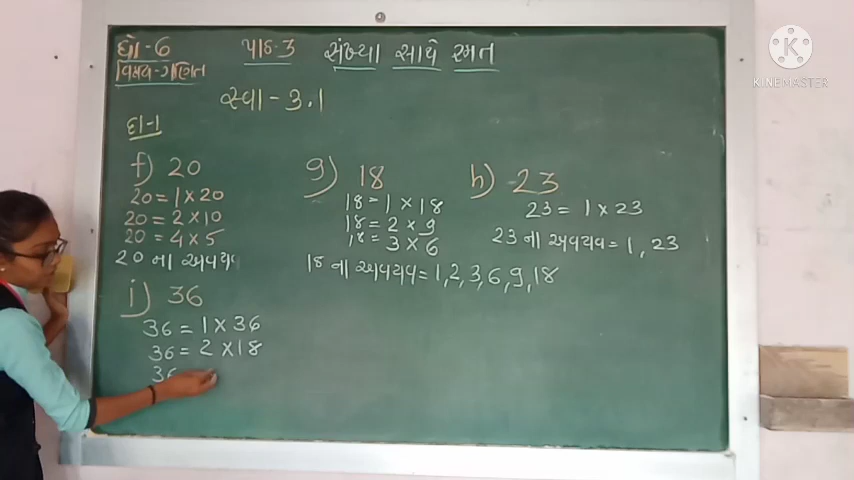 ધો-6 પાઠ-3 સંખ્યા સાથે રમત
વિષય-ગણિત
સ્વા-3.1
દા-1
f) 20
20=1×20
20=2×10
20=4×5
20 ના અવયવ
g) 18
18=1×18
18=2×9
18=3×6
18 ના અવયવ=1,2,3,6,9,18
h) 23
23=1×23
23 ના અવયવ=1,23
i) 36
36=1×36
36=2×18
36
KINEMASTER